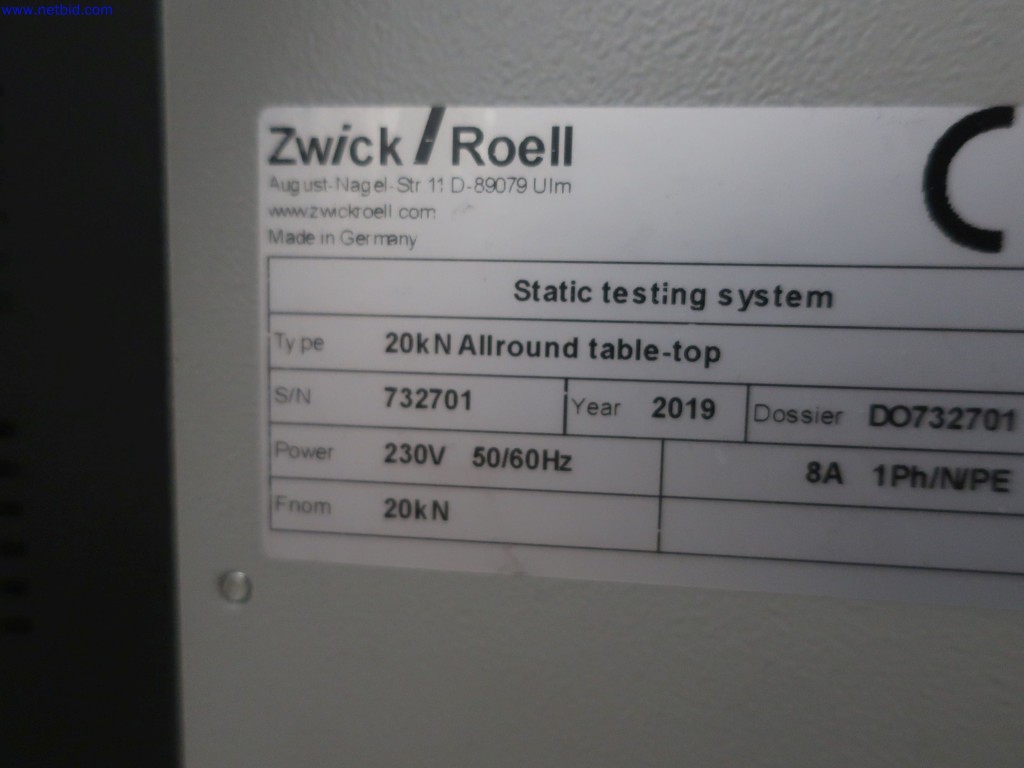 www.netbid.com
Zwick / Roell
August-Nagel-Str 11 D-89079 Ulm
www.zwickroell.com
Made in Germany
Static testing system
Type 20kN Allround table-top
S/N 732701 Year 2019 Dossier DO732701
Power 230V 50/60Hz 8A 1Ph/N/PE
Fnom 20kN